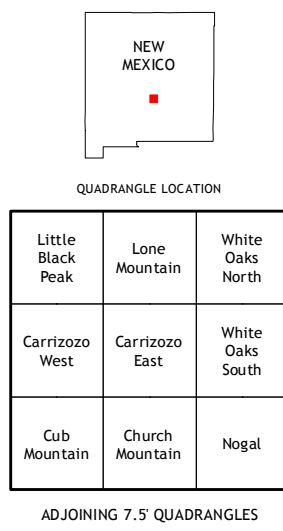 NEW
MEXICO
QUADRANGLE LOCATION
Little
Black
Peak
Lone
Mountain
White
Oaks
North
Carrizozo
West
Carrizozo
East
White
Oaks
South
Cub
Mountain
Church
Mountain
Nogal
ADJOINING 7.5' QUADRANGLES